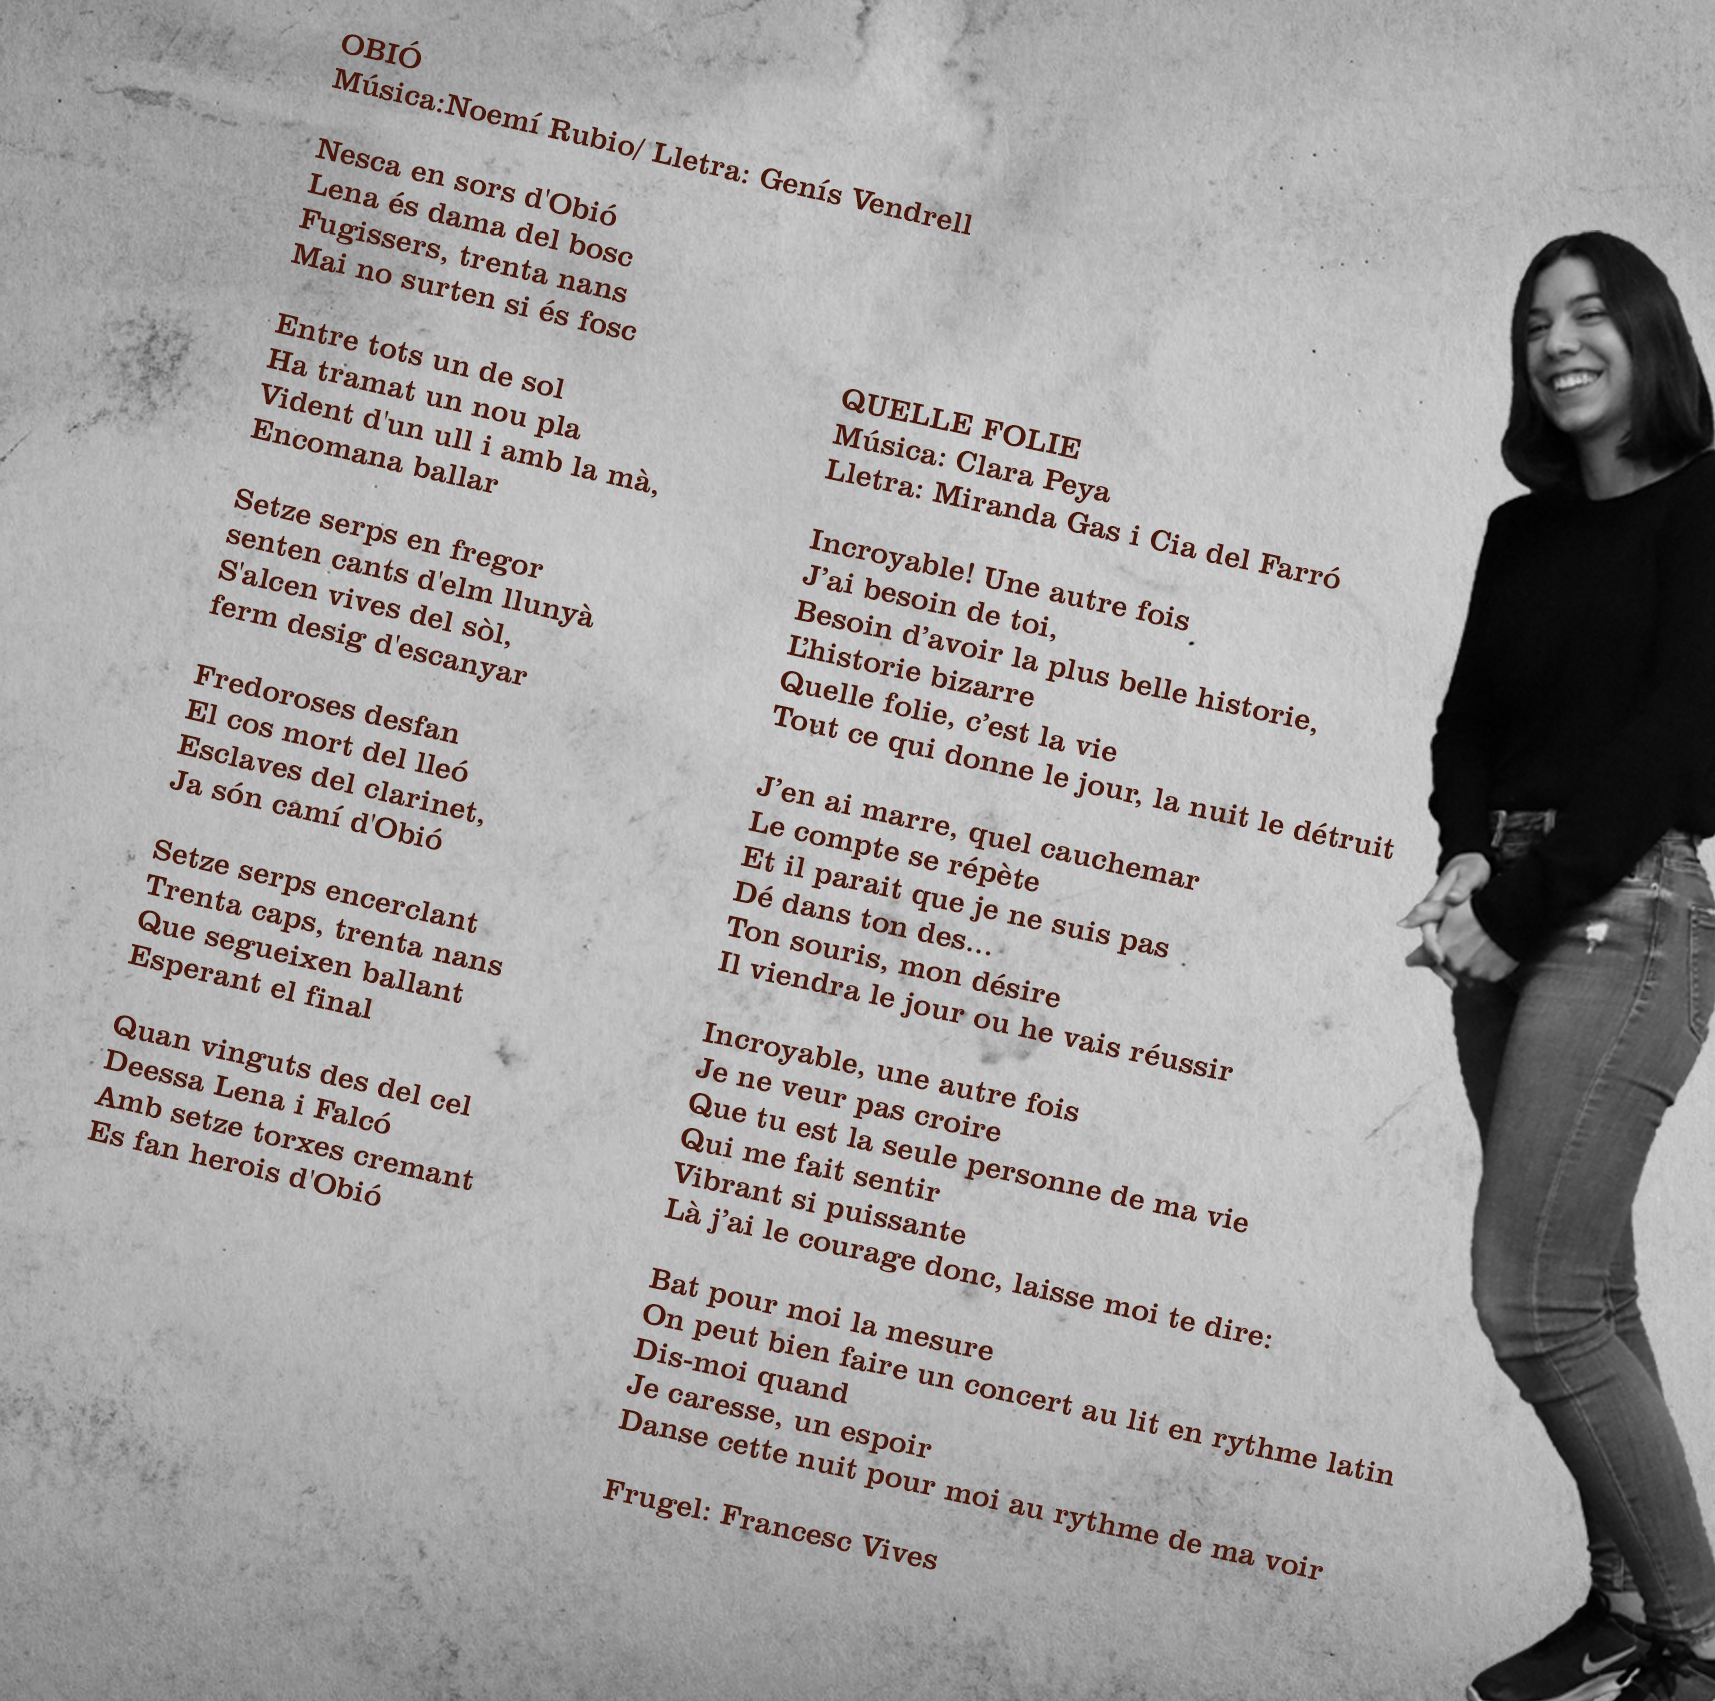 OBIÓ
Música:Noemí Rubio/ Lletra: Genís Vendrell
Nesca en sors d'Obió
Lena és dama del bosc
Fugissers, trenta nans
Mai no surten si és fosc
Entre tots un de sol
Ha tramat un nou pla
Vident d'un ull i amb la mà,
Encomana ballar
Setze serps en fregor
senten cants d'elm llunyà
S'alcen vives del sòl,
ferm desig d'escanyar
Fredoroses desfan
El cos mort del lleó
Esclaves del clarinet,
Ja són camí d'Obió
Setze serps encerclant
Trenta caps, trenta nans
Que segueixen ballant
Esperant el final
Quan vinguts des del cel
Deessa Lena i Falcó
Amb setze torxes cremant
Es fan herois d'Obió
QUELLE FOLIE
Música: Clara Peya
Lletra: Miranda Gas i Cia del Farró
Incroyable! Une autre fois
J’ai besoin de toi,
Besoin d’avoir la plus belle historie,
L’historie bizarre
Quelle folie, c’est la vie
Tout ce qui donne le jour, la nuit le détruit
J’en ai marre, quel cauchemar
Le compte se répète
Et il parait que je ne suis pas
Dé dans ton des...
Ton souris, mon désire
Il viendra le jour ou he vais réussir
Incroyable, une autre fois
Je ne veur pas croire
Que tu est la seule personne de ma vie
Qui me fait sentir
Vibrant si puissante
Là j’ai le courage donc, laisse moi te dire:
Bat pour moi la mesure
On peut bien faire un concert au lit en rythme latin
Dis-moi quand
Je caresse, un espoir
Danse cette nuit pour moi au rythme de ma voir
Frugel: Francesc Vives